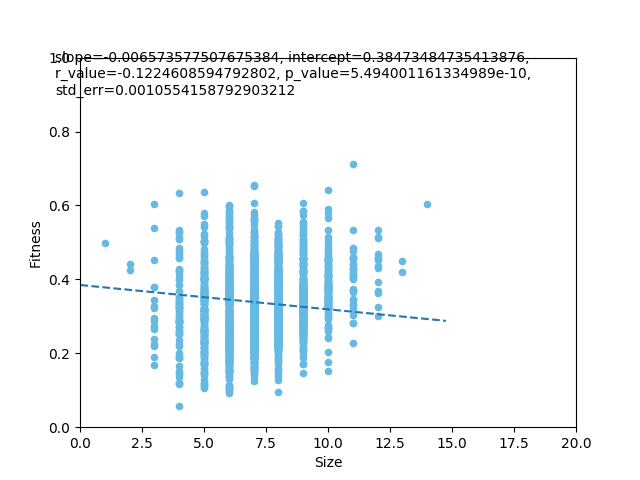 slope=-0.006573577507675384, intercept=0.38473484735413876,
r_value=-0.1224608594792802, p_value=5.494001161334989e-10,
std_err=0.0010554158792903212
1.0
0.8
0.6
0.4
0.2
0.0
Fitness
0.0 2.5 5.0 7.5 10.0 12.5 15.0 17.5 20.0
Size